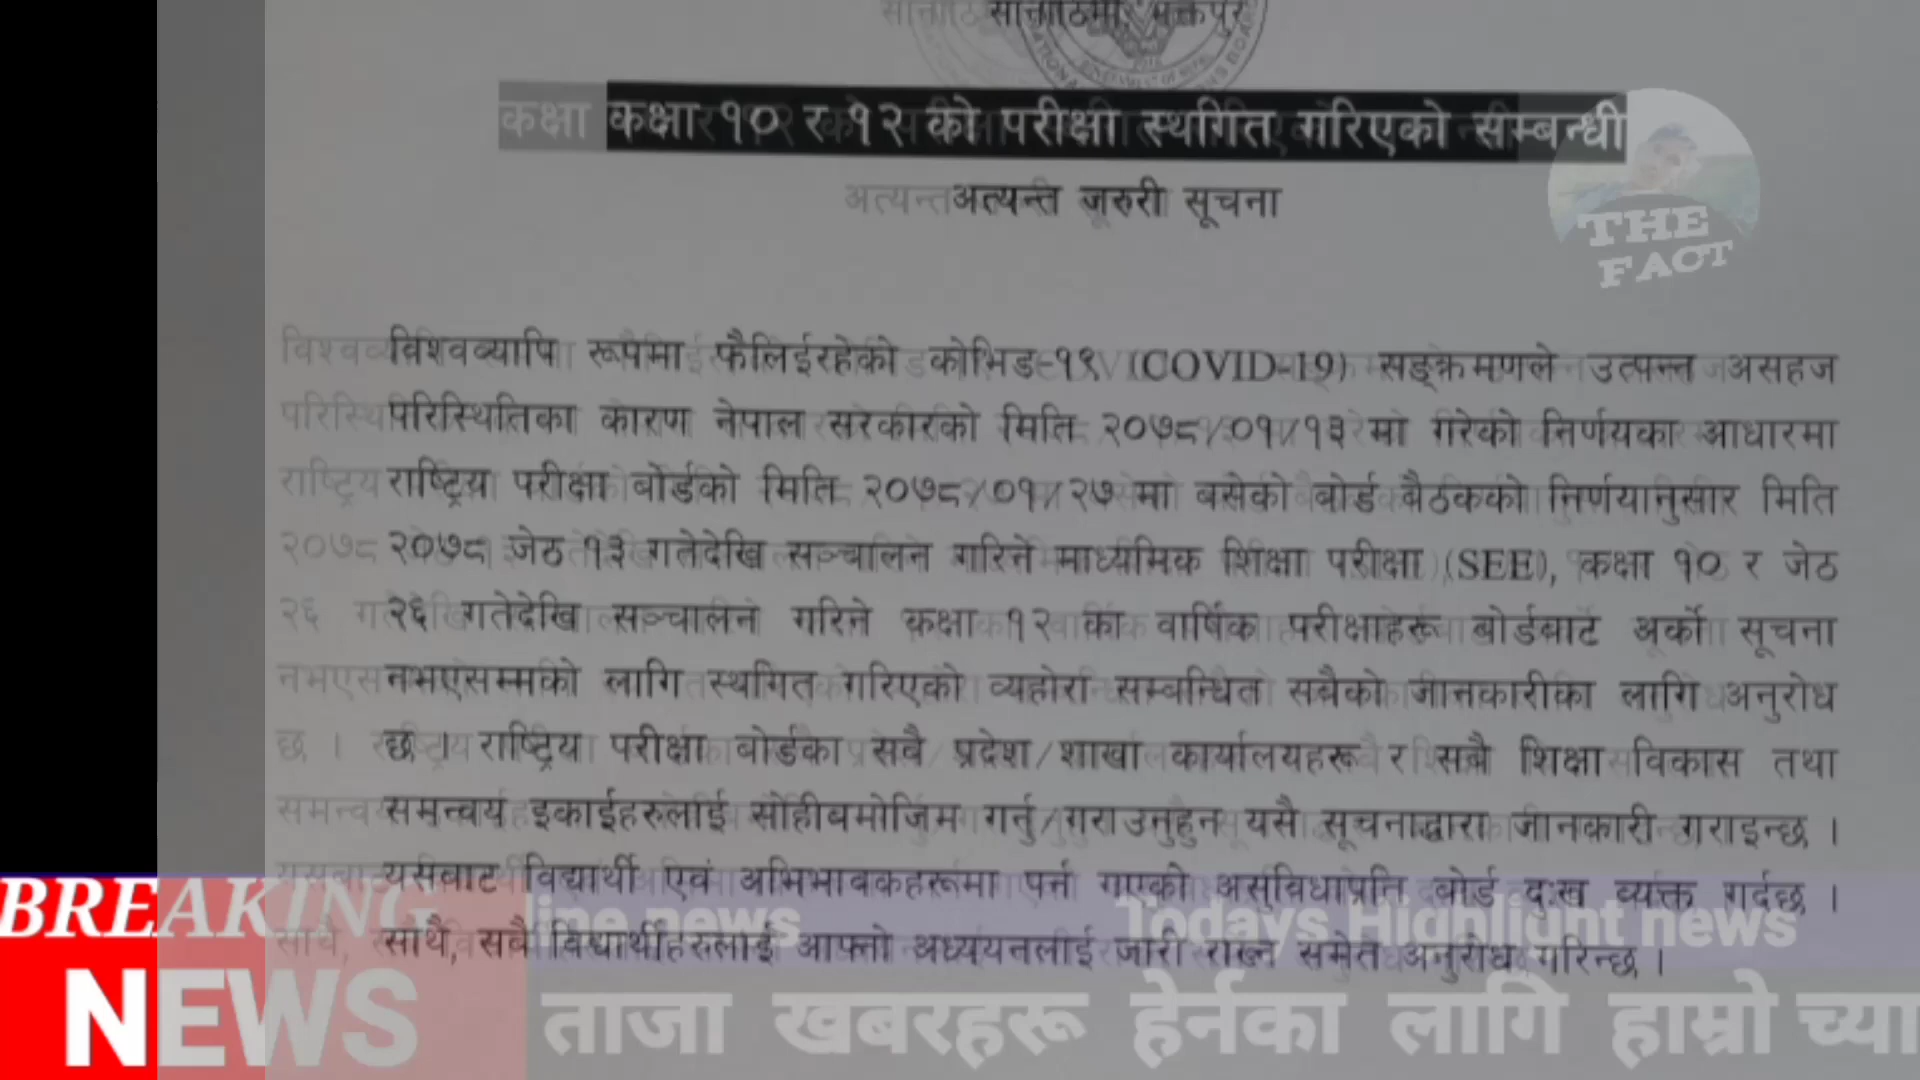 सानोठिमी, भक्तपुर
कक्षा १० र १२ को परीक्षा स्थगित गरिएको सम्बन्धी
अत्यन्त जरुरी सूचना
THE
FACT
विश्वव्यापि रूपमा फैलिईरहेको कोभिड-१९ (COVID-19) सङ्क्रमणले उत्पन्न असहज
परिस्थितिका कारण नेपाल सरकारको मिति २०७८/०१/१३ मा गरेको निर्णयका आधारमा
राष्ट्रिय परीक्षा बोर्डको मिति २०७८/०१/२७ मा बसेको बोर्ड बैठकको निर्णयानुसार मिति
२०७८ जेठ १३ गतेदेखि सञ्चालन गरिने माध्यमिक शिक्षा परीक्षा (SEE), कक्षा १० र जेठ
२६ गतेदेखि सञ्चालन गरिने कक्षा १२ का वार्षिक परीक्षाहरू बोर्डबाट अर्को सूचना
नभएसम्मको लागि स्थगित गरिएको व्यहोरा सम्बन्धित सबैको जानकारीका लागि अनुरोध
छ । राष्ट्रिय परीक्षा बोर्डका सबै प्रदेश/शाखा कार्यालयहरू र सबै शिक्षा विकास तथा
समन्वय इकाईहरुलाई सोहीबमोजिम गर्नु/गराउनुहुन यसै सूचनाद्वारा जानकारी गराइन्छ ।
यसबाट विद्यार्थी एवं अभिभावकहरूमा पर्न गएको असुविधाप्रति बोर्ड दुःख व्यक्त गर्दछ ।
साथै, सबै विद्यार्थीहरुलाई आफ्नो अध्ययनलाई जारी राख्न समेत अनुरोध गरिन्छ ।
BREAKING
NEWS
line news
Todays Highlight news
ताजा खबरहरू हेर्नका लागि हाम्रो च्या